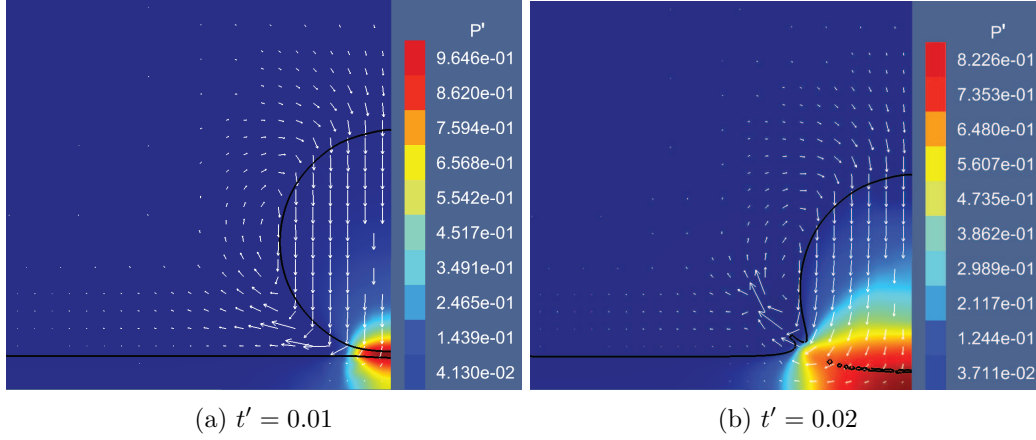 P'
9.646e-01
8.620e-01
7.594e-01
6.568e-01
5.542e-01
4.517e-01
3.491e-01
2.465e-01
1.439e-01
4.130e-02
(a) t′ = 0.01
P'
8.226e-01
7.353e-01
6.480e-01
5.607e-01
4.735e-01
3.862e-01
2.989e-01
2.117e-01
1.244e-01
3.711e-02
(b) t′ = 0.02